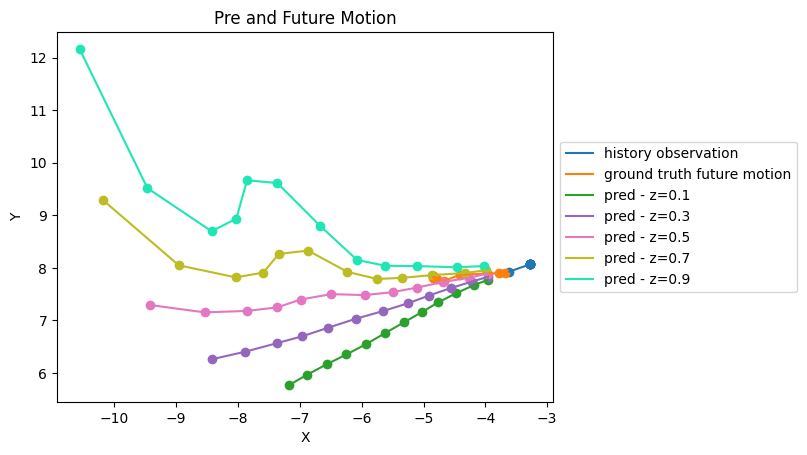 Pre and Future Motion
12
11
10
9
8
7
6
Y
−10
−9
−8
−7
−6
−5
−4
−3
X
history observation
ground truth future motion
pred - z=0.1
pred - z=0.3
pred - z=0.5
pred - z=0.7
pred - z=0.9